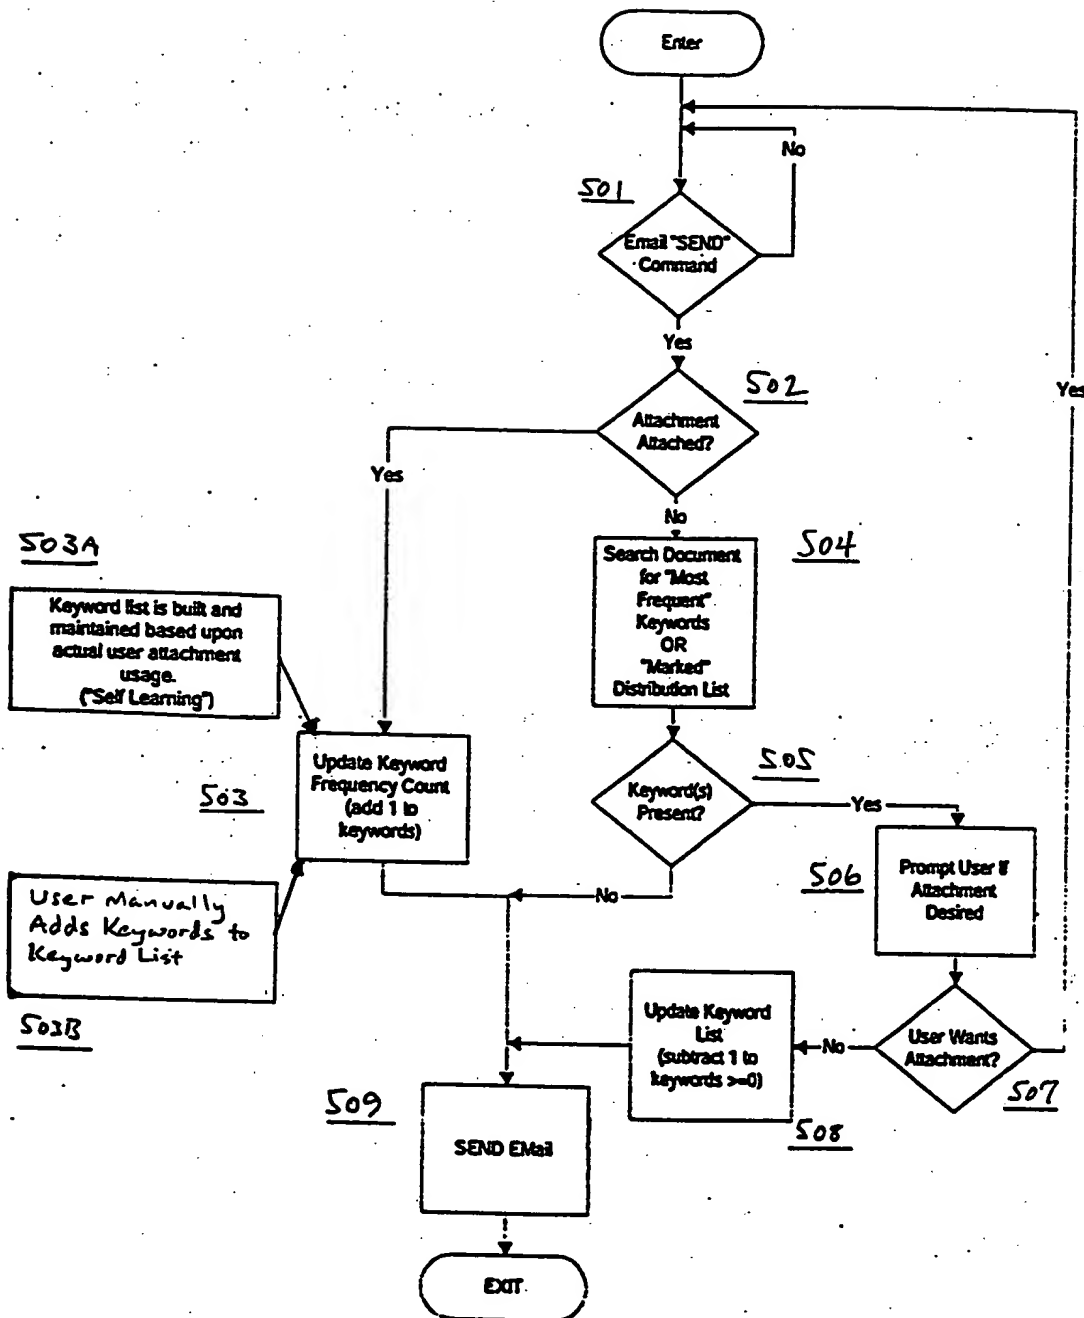 Enter
No
501
Email "SEND"
Command
Yes
502
Attachment
Attached?
Yes
Yes
No
504
Search Document
for "Most
Frequent"
Keywords
OR
"Marked"
Distribution List
503A
Keyword list is built and
maintained based upon
actual user attachment
usage.
("Self Learning")
503
Update Keyword
Frequency Count
(add 1 to
keywords)
505
Keyword(s)
Present?
Yes
No
506
Prompt User if
Attachment
Desired
User Manually
Adds Keywords to
Keyword List
503B
Update Keyword
List
(subtract 1 to
keywords >=0)
508
No
User Wants
Attachment?
507
509
SEND EMail
EXIT